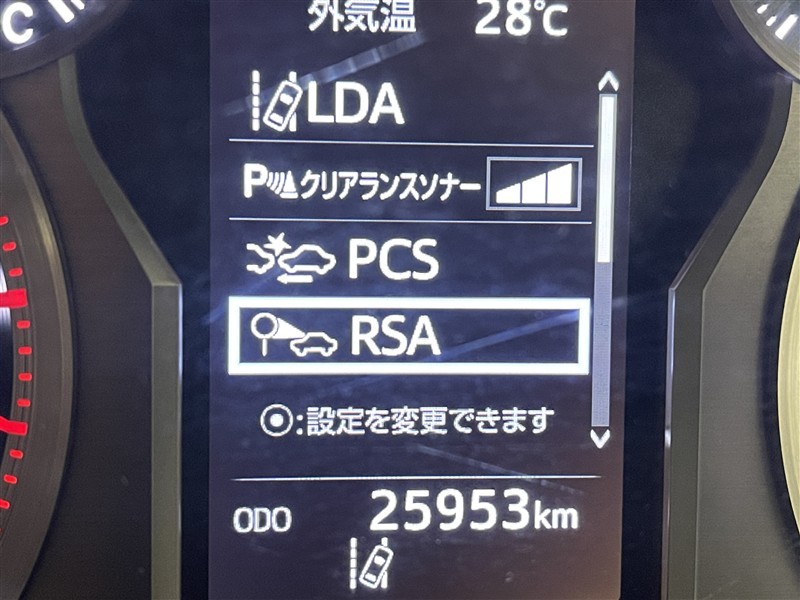 外気温 28℃
LDA
Pクリアランスソナー
PCS
RSA
◉:設定を変更できます
ODO 25953km
C